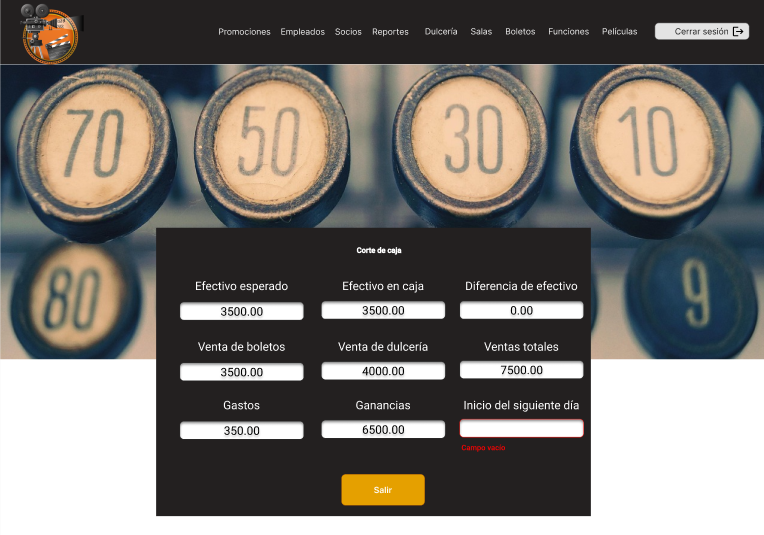 Promociones Empleados Socios Reportes Dulcería Salas Boletos Funciones Películas Cerrar sesión
70 50 30 10
80 9
Corte de caja
Efectivo esperado Efectivo en caja Diferencia de efectivo
3500.00 3500.00 0.00
Venta de boletos Venta de dulcería Ventas totales
3500.00 4000.00 7500.00
Gastos Ganancias Inicio del siguiente día
350.00 6500.00
Campo vacío
Salir